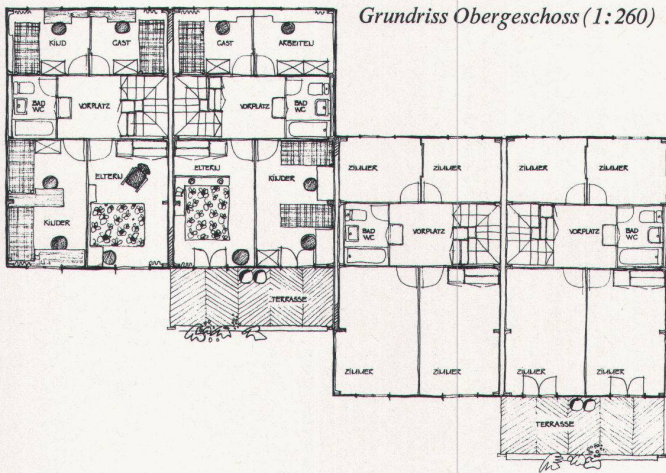 Grundriss Obergeschoss (1:260)
KIND
GAST
GAST
ARBEITEN
BAD
WC
VORPLATZ
VORPLATZ
BAD
WC
ELTERN
ELTERN
KINDER
KINDER
ZIMMER
ZIMMER
ZIMMER
ZIMMER
BAD
WC
VORPLATZ
VORPLATZ
BAD
WC
TERRASSE
ZIMMER
ZIMMER
ZIMMER
ZIMMER
TERRASSE